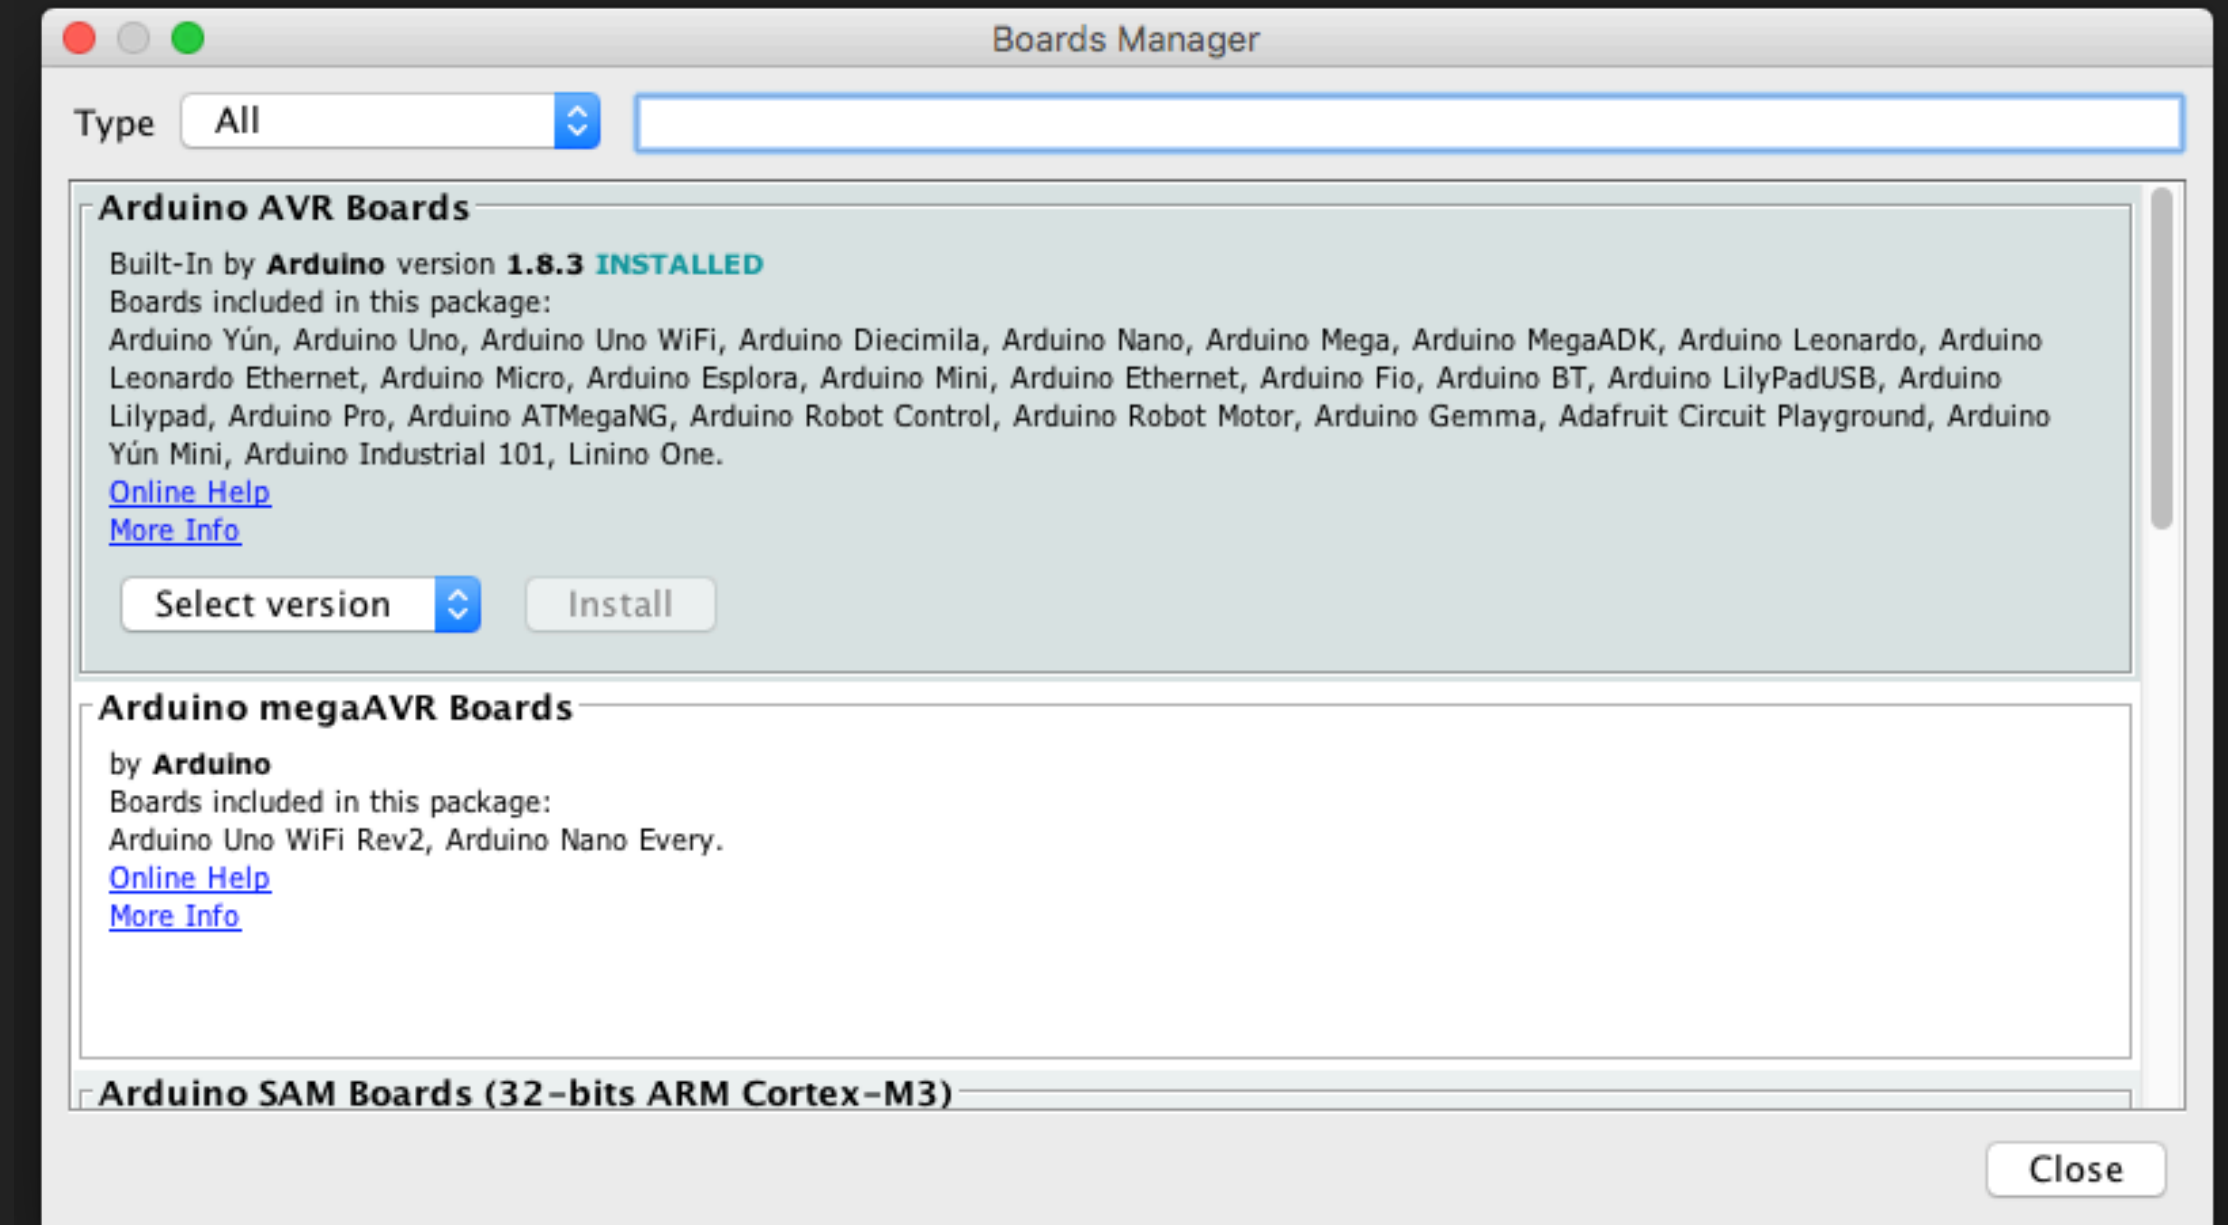 Boards Manager
Type All
Arduino AVR Boards
Built-In by Arduino version 1.8.3 INSTALLED
Boards included in this package:
Arduino Yún, Arduino Uno, Arduino Uno WiFi, Arduino Diecimila, Arduino Nano, Arduino Mega, Arduino MegaADK, Arduino Leonardo, Arduino
Leonardo Ethernet, Arduino Micro, Arduino Esplora, Arduino Mini, Arduino Ethernet, Arduino Fio, Arduino BT, Arduino LilyPadUSB, Arduino
Lilypad, Arduino Pro, Arduino ATMegaNG, Arduino Robot Control, Arduino Robot Motor, Arduino Gemma, Adafruit Circuit Playground, Arduino
Yún Mini, Arduino Industrial 101, Linino One.
Online Help
More Info
Select version Install
Arduino megaAVR Boards
by Arduino
Boards included in this package:
Arduino Uno WiFi Rev2, Arduino Nano Every.
Online Help
More Info
Arduino SAM Boards (32-bits ARM Cortex-M3)
Close